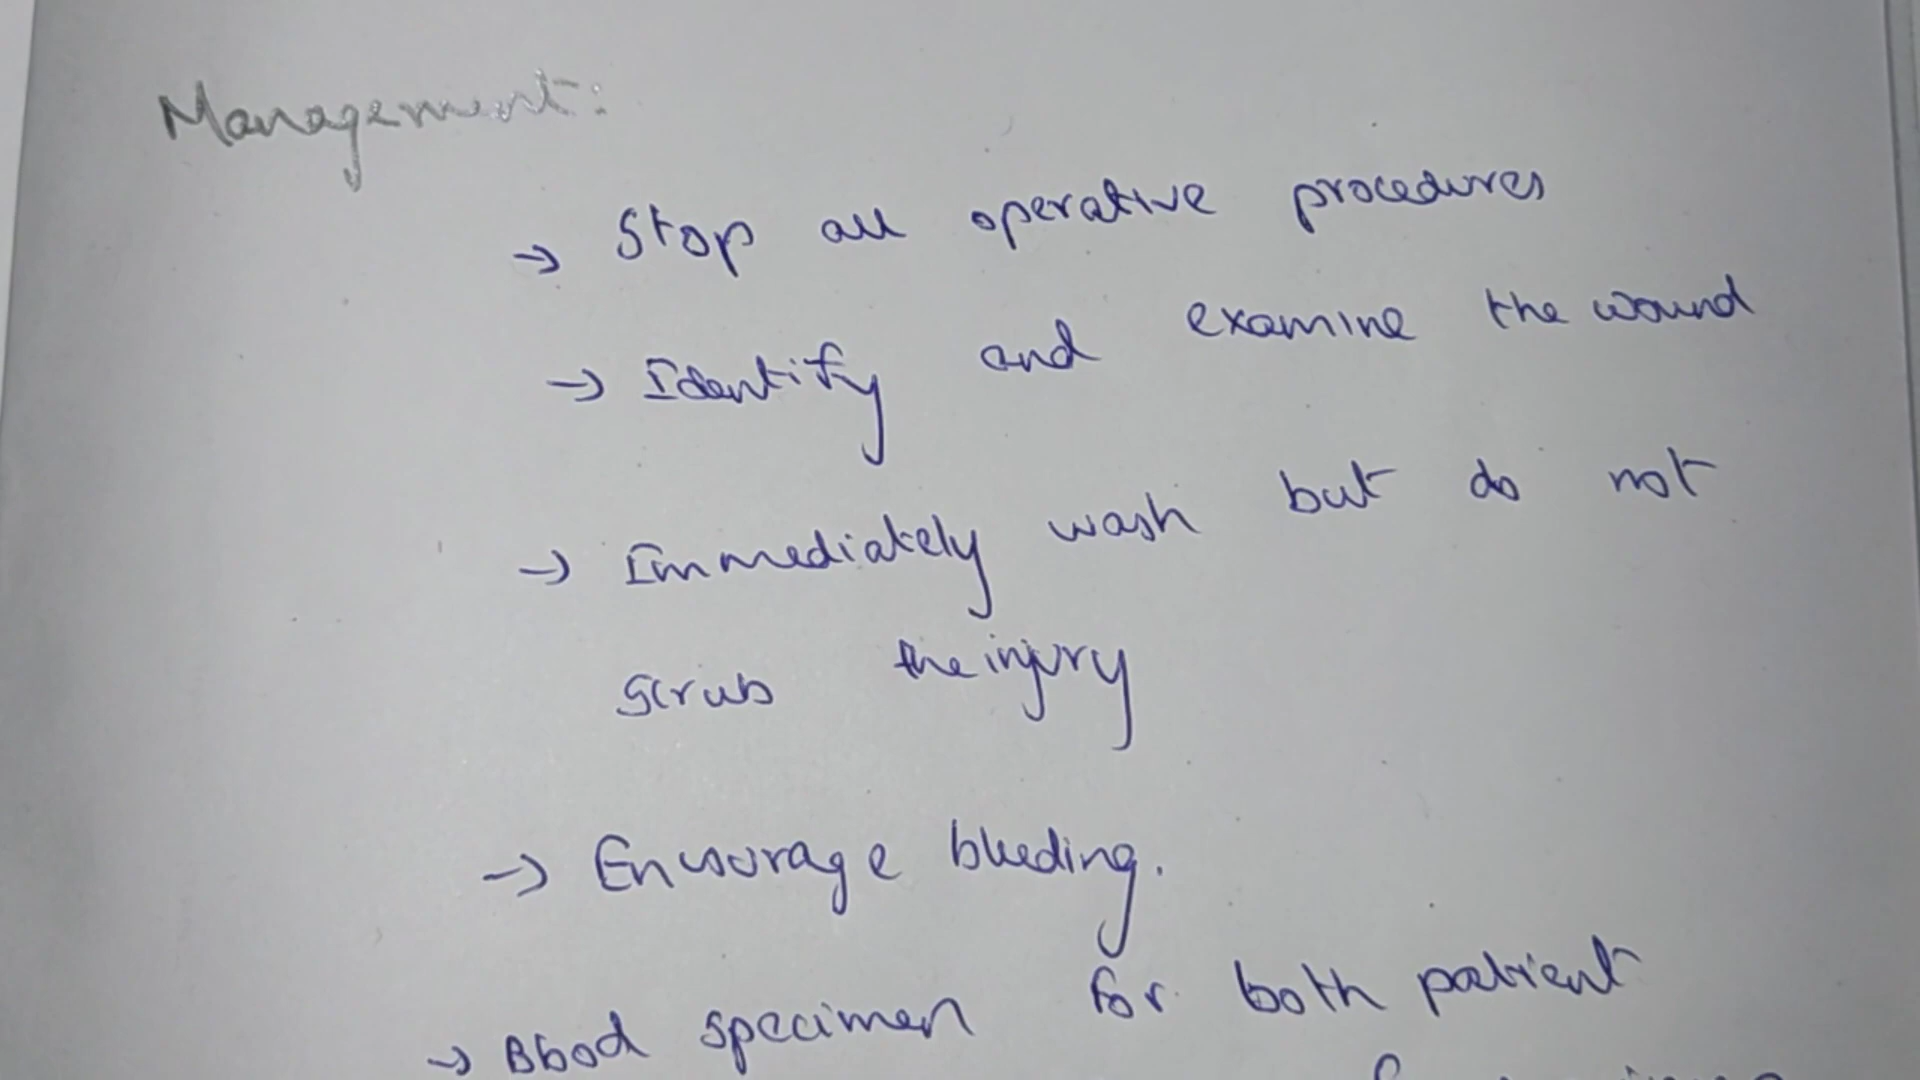 Management:
→ Stop all operative procedures
→ Identify and examine the wound
→ Immediately wash but do not
scrub the injury
→ Encourage bleeding.
→ Blood specimen for both patient